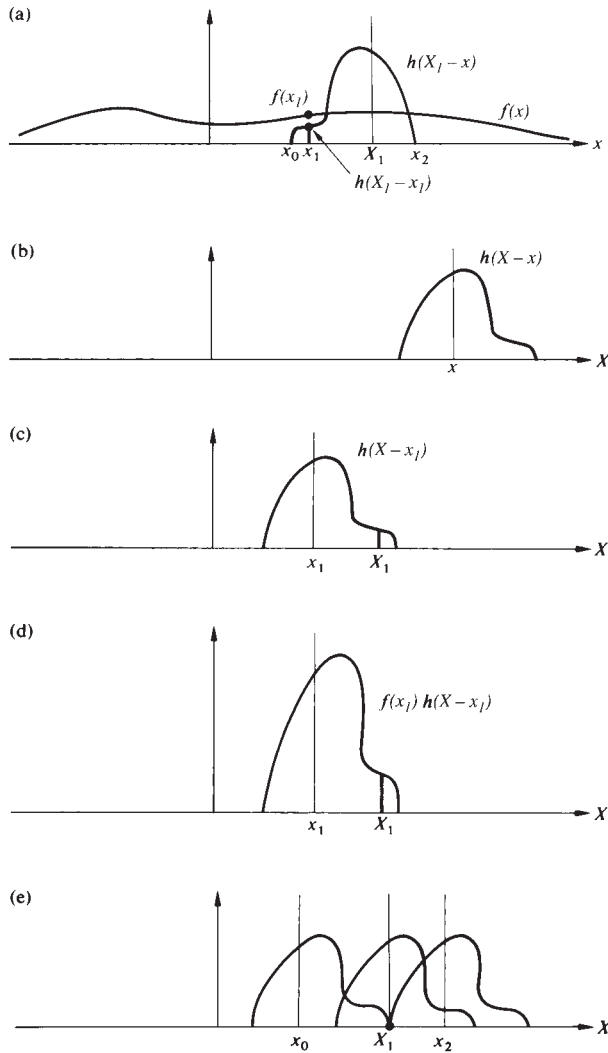 (a)
h(X₁−x)
f(x₁)
f(x)
x₀ x₁ X₁ x₂ x
h(X₁−x₁)
(b)
h(X−x)
x X
(c)
h(X−x₁)
x₁ X₁ X
(d)
f(x₁) h(X−x₁)
x₁ X₁ X
(e)
x₀ X₁ x₂ X